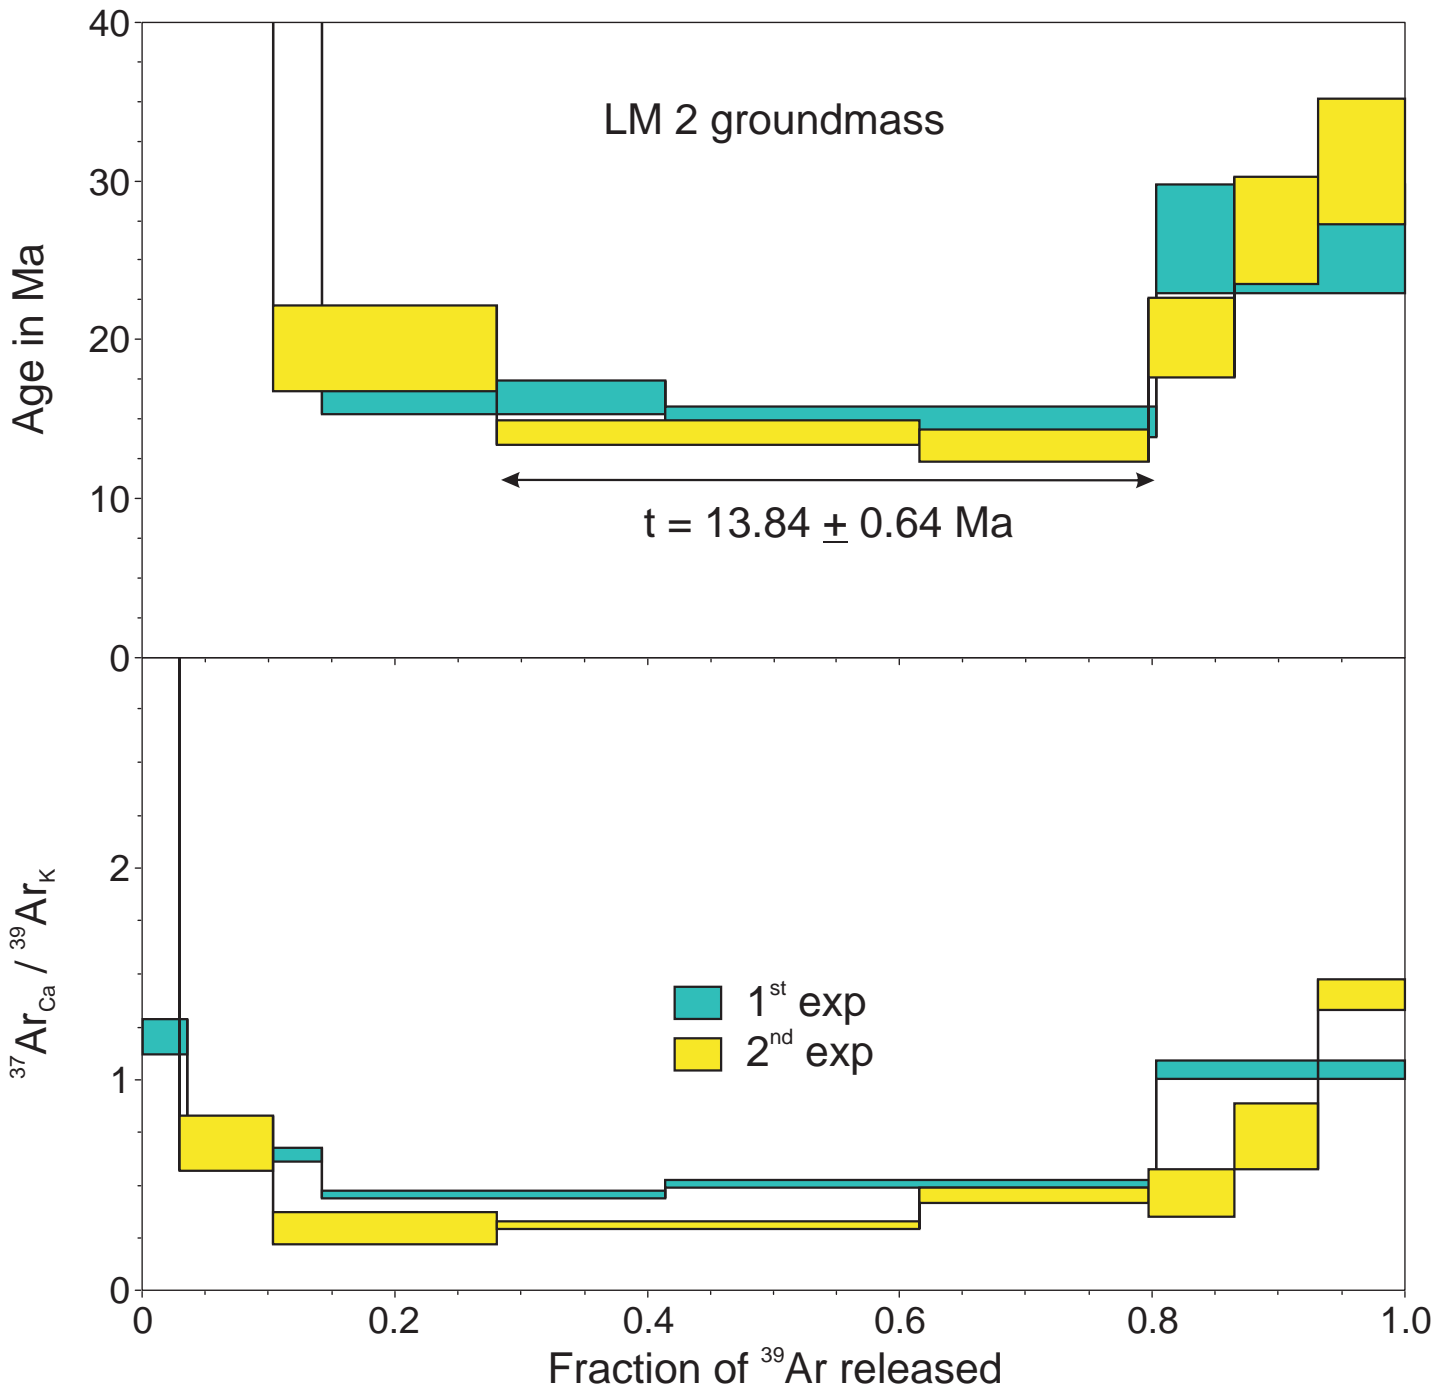 40
LM 2 groundmass
30
20
10
0
Age in Ma
t = 13.84 ± 0.64 Ma
2
1
0
³⁷Ar_Ca / ³⁹Ar_K
1ˢᵗ exp
2ⁿᵈ exp
0 0.2 0.4 0.6 0.8 1.0
Fraction of ³⁹Ar released